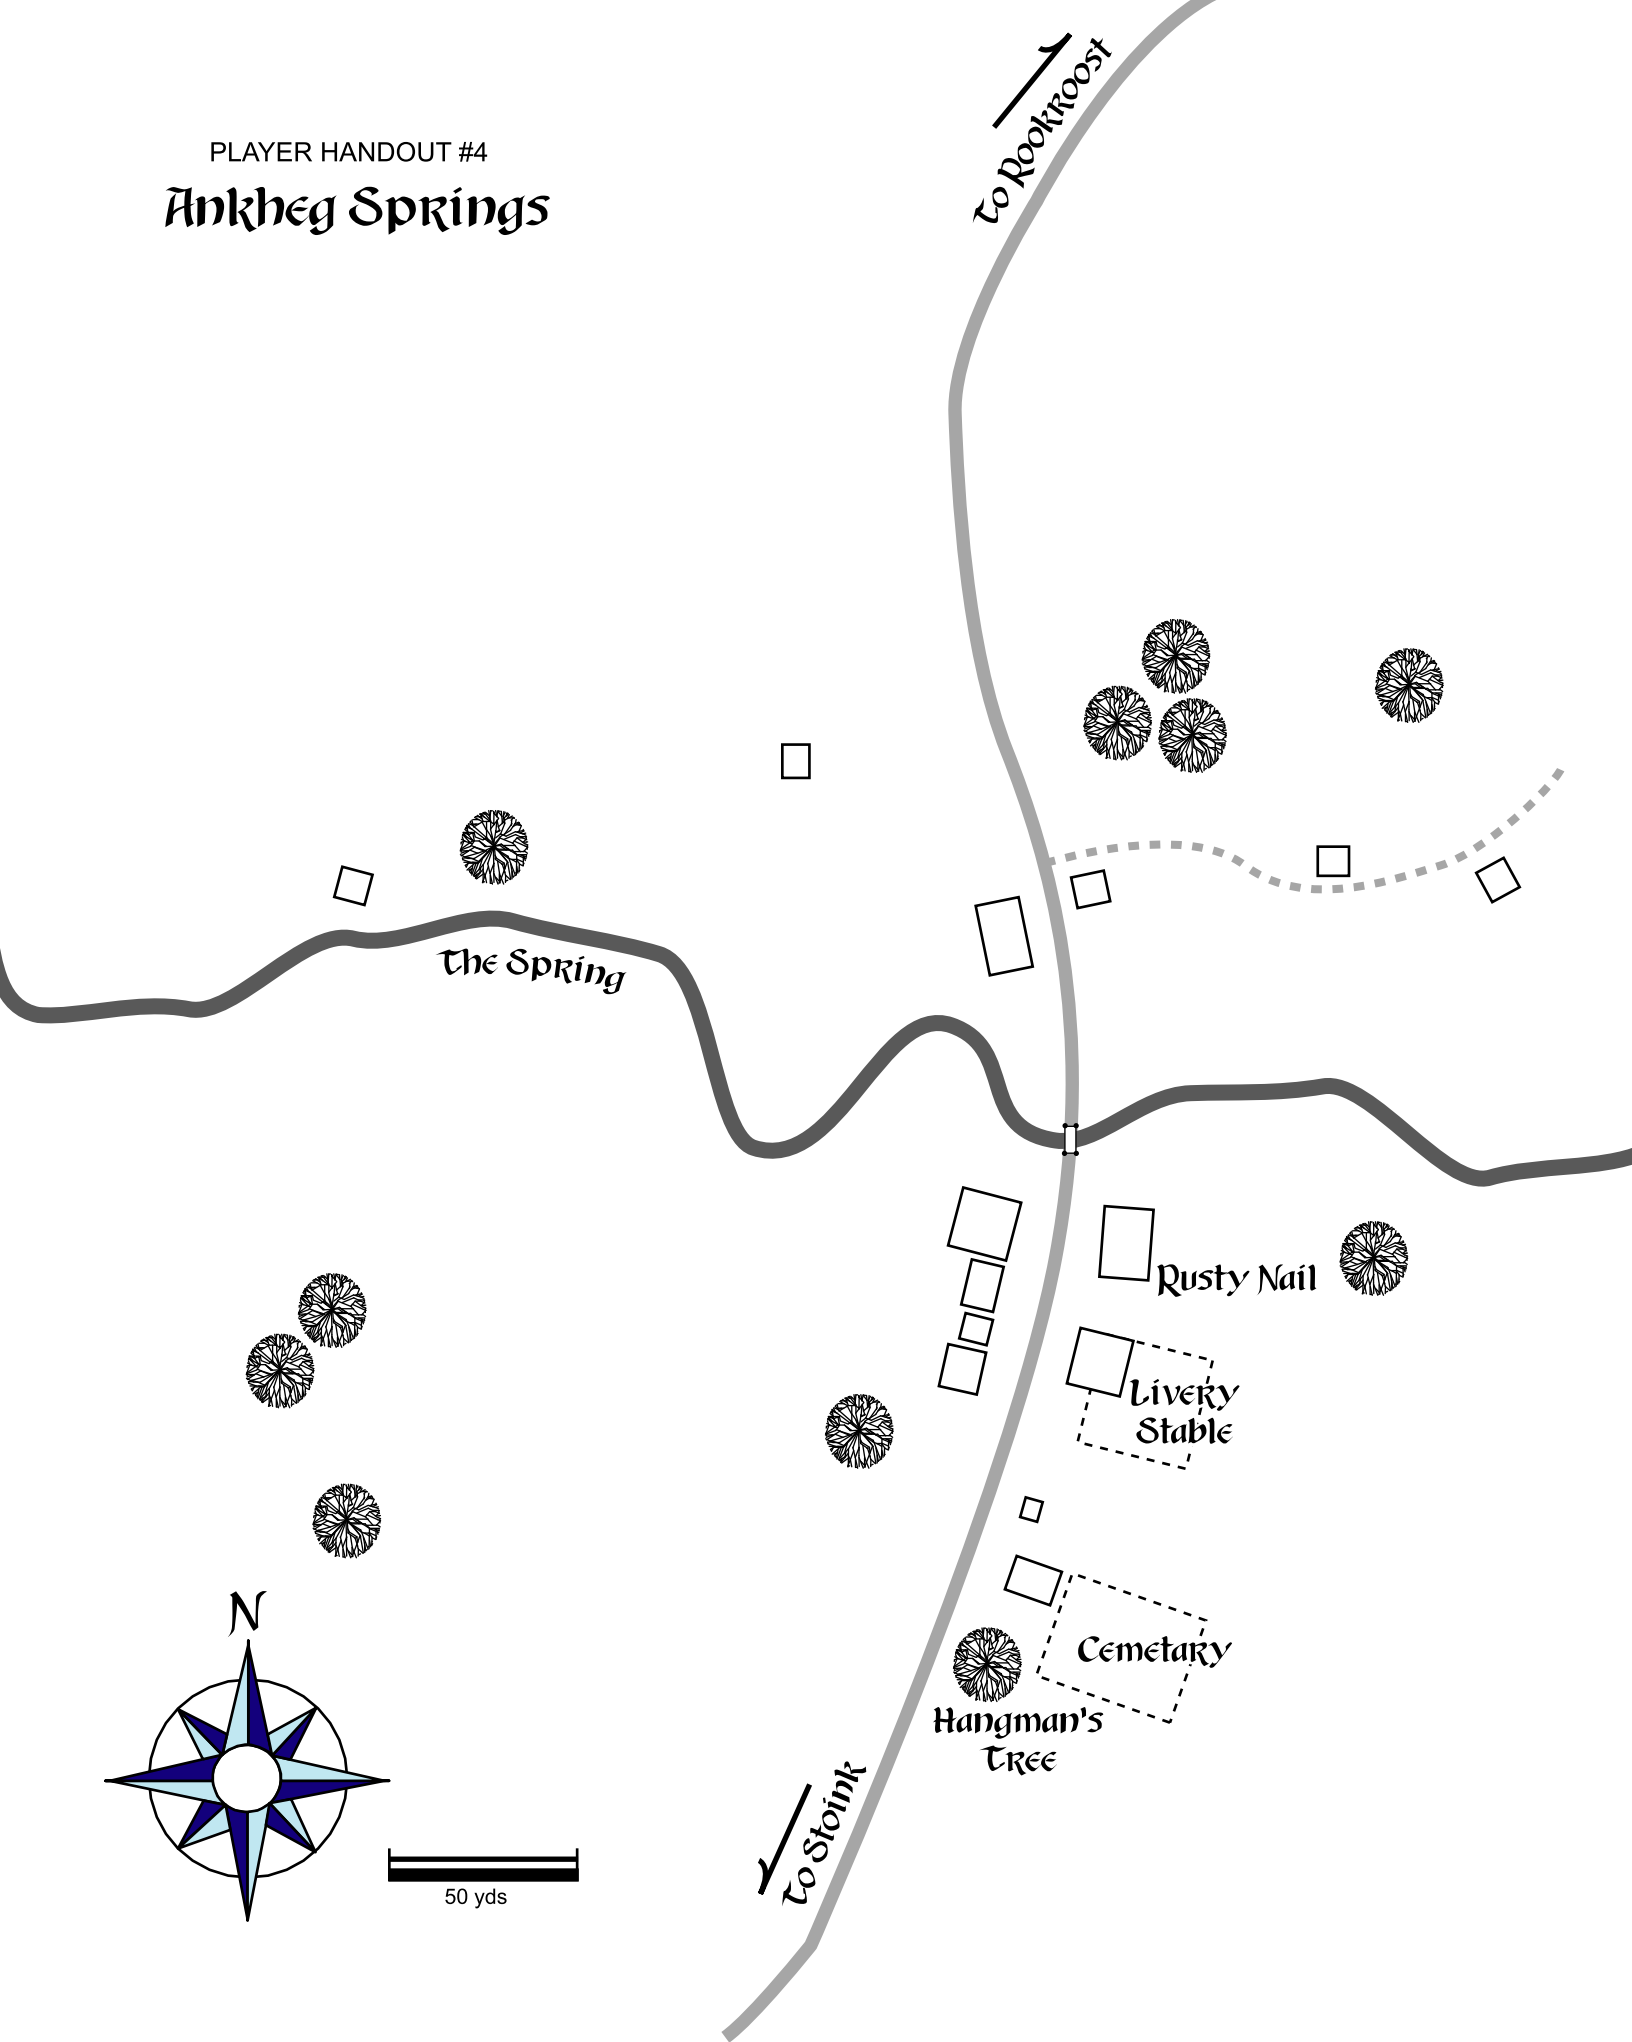 To Rookroost
PLAYER HANDOUT #4
Ankheg Springs
The Spring
Rusty Nail
Livery
Stable
N
Cemetary
Hangman's
Tree
To Stoink
50 yds